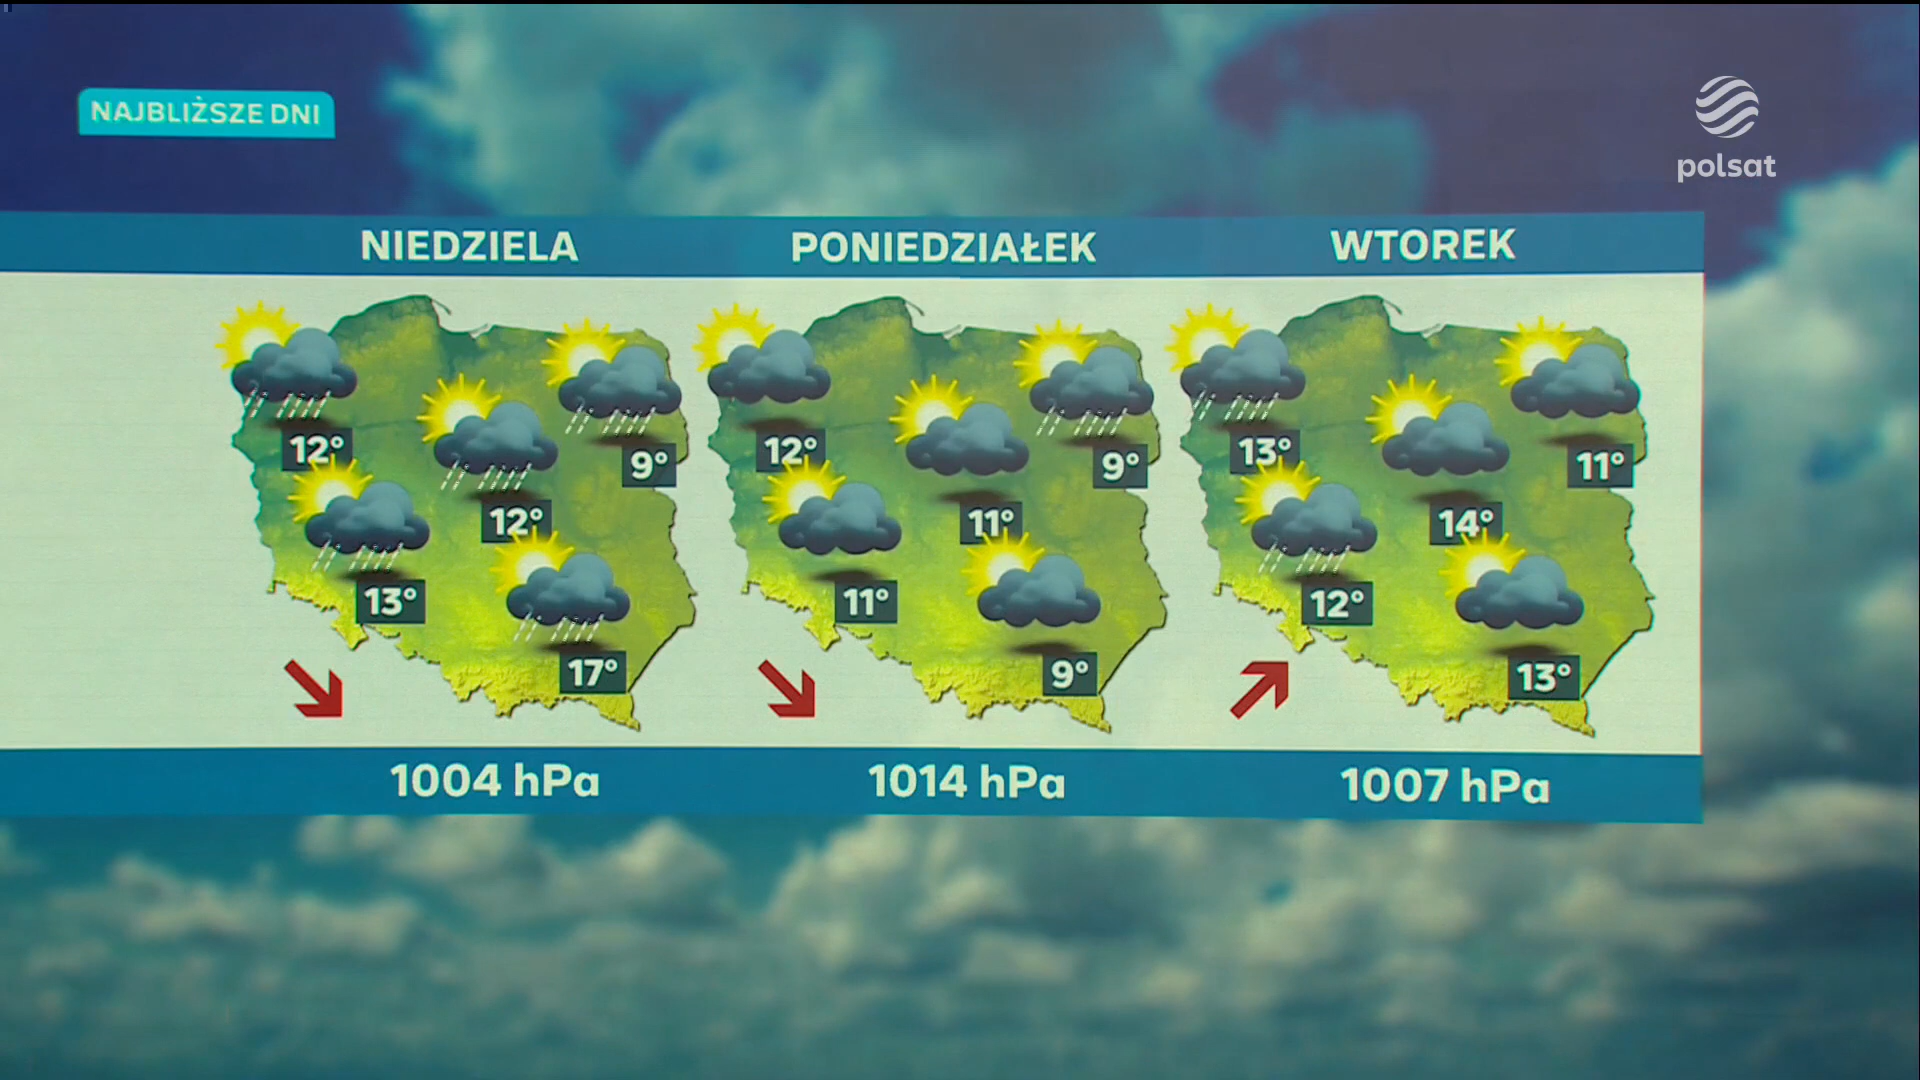 NAJBLIŻSZE DNI
polsat
NIEDZIELA
PONIEDZIAŁEK
WTOREK
12°
9°
12°
13°
17°
12°
9°
11°
11°
9°
13°
11°
14°
12°
13°
1004 hPa
1014 hPa
1007 hPa